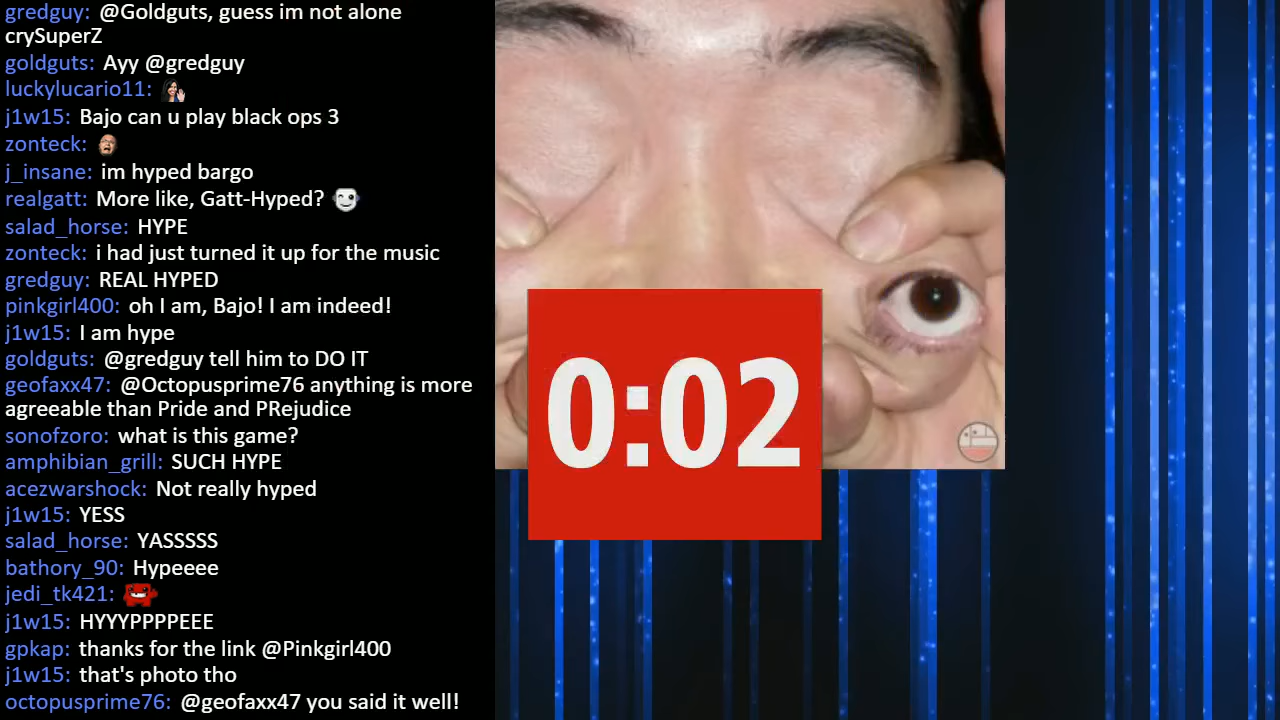 gredguy: @Goldguts, guess im not alone
crySuperZ
goldguts: Ayy @gredguy
luckylucario11:
j1w15: Bajo can u play black ops 3
zonteck:
j_insane: im hyped bargo
realgatt: More like, Gatt-Hyped?
salad_horse: HYPE
zonteck: i had just turned it up for the music
gredguy: REAL HYPED
pinkgirl400: oh I am, Bajo! I am indeed!
j1w15: I am hype
goldguts: @gredguy tell him to DO IT
geofaxx47: @Octopusprime76 anything is more
agreeable than Pride and PRejudice
sonofzoro: what is this game?
amphibian_grill: SUCH HYPE
acezwarshock: Not really hyped
j1w15: YESS
salad_horse: YASSSSS
bathory_90: Hypeeee
jedi_tk421:
j1w15: HYYYPPPPEEE
gpkap: thanks for the link @Pinkgirl400
j1w15: that's photo tho
octopusprime76: @geofaxx47 you said it well!
0:02